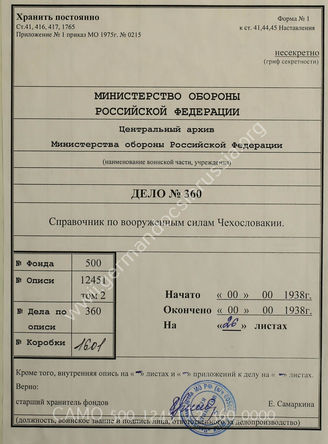 Хранить постоянно
Ст.41, 416, 417, 1765
Приложение № 1 приказ МО 1975г. № 0215
Форма № 1
к ст. 41,44,45 Наставления
несекретно
(гриф секретности)
МИНИСТЕРСТВО ОБОРОНЫ
РОССИЙСКОЙ ФЕДЕРАЦИИ
Центральный архив
Министерства обороны Российской Федерации
(наименование воинской части, учреждения)
ДЕЛО № 360
Справочник по вооруженным силам Чехословакии.
№ Фонда 500
№ Описи 12451
том 2
№ Дела по описи 360
№ Коробки 1601
Начато « 00 » 00 1938г.
Окончено « 00 » 00 1938г.
На « 26 » листах
Кроме того, внутренняя опись на «–» листах и «–» приложений к делу на «–» листах.
Верно:
старший хранитель фондов
Е. Самаркина
(должность, воинское звание и подпись лица, ответственного за делопроизводство)
www.germandocsinrussia.org